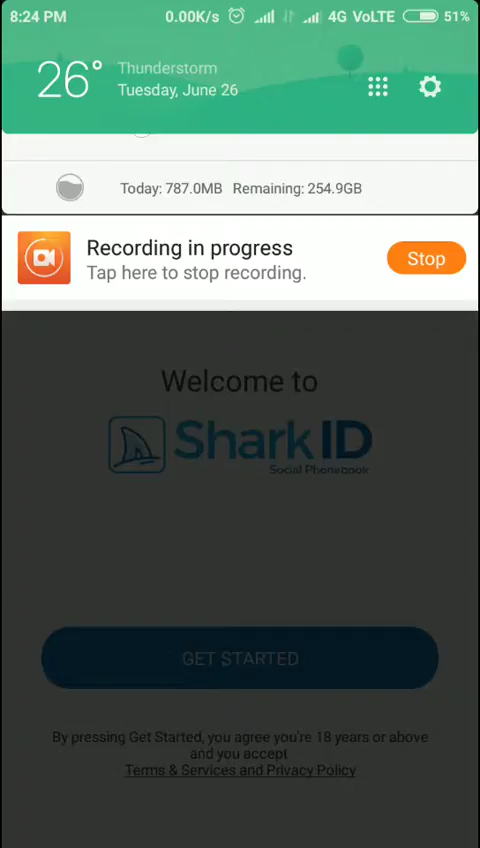 8:24 PM 0.00K/s 4G VoLTE 51%
26° Thunderstorm
Tuesday, June 26
Today: 787.0MB Remaining: 254.9GB
Recording in progress
Tap here to stop recording.
Stop
Welcome to
Shark ID
Social Phonebook
GET STARTED
By pressing Get Started, you agree you're 18 years or above
and you accept
Terms & Services and Privacy Policy